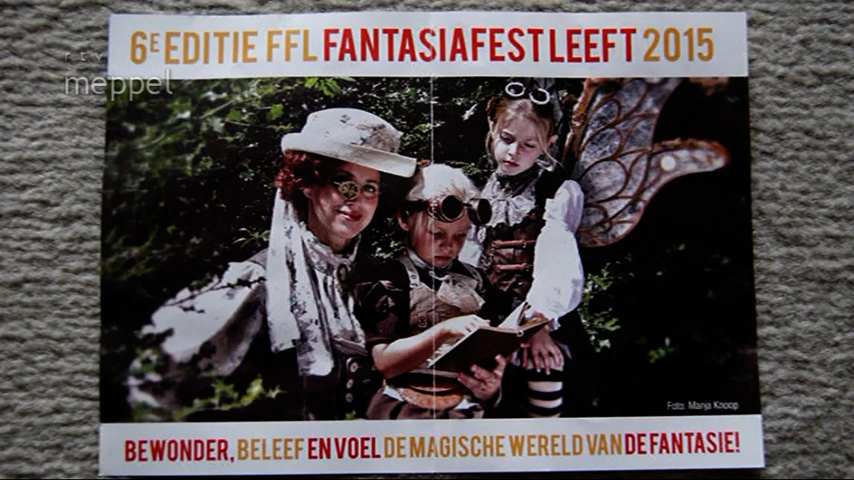 6E EDITIE FFL FANTASIAFEST LEEFT 2015
rtv
meppel
Foto: Manja Knoop
BEWONDER, BELEEF EN VOEL DE MAGISCHE WERELD VAN DE FANTASIE!